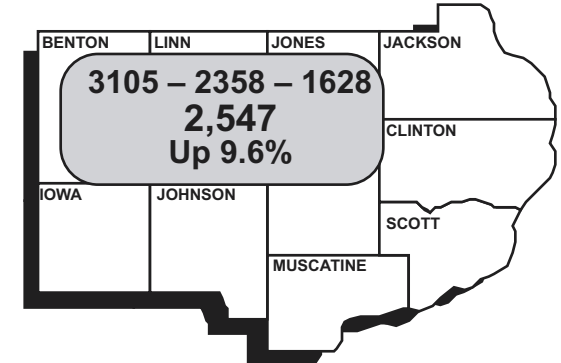 BENTON LINN JONES JACKSON
3105 – 2358 – 1628
2,547
Up 9.6%
CLINTON
IOWA JOHNSON
SCOTT
MUSCATINE